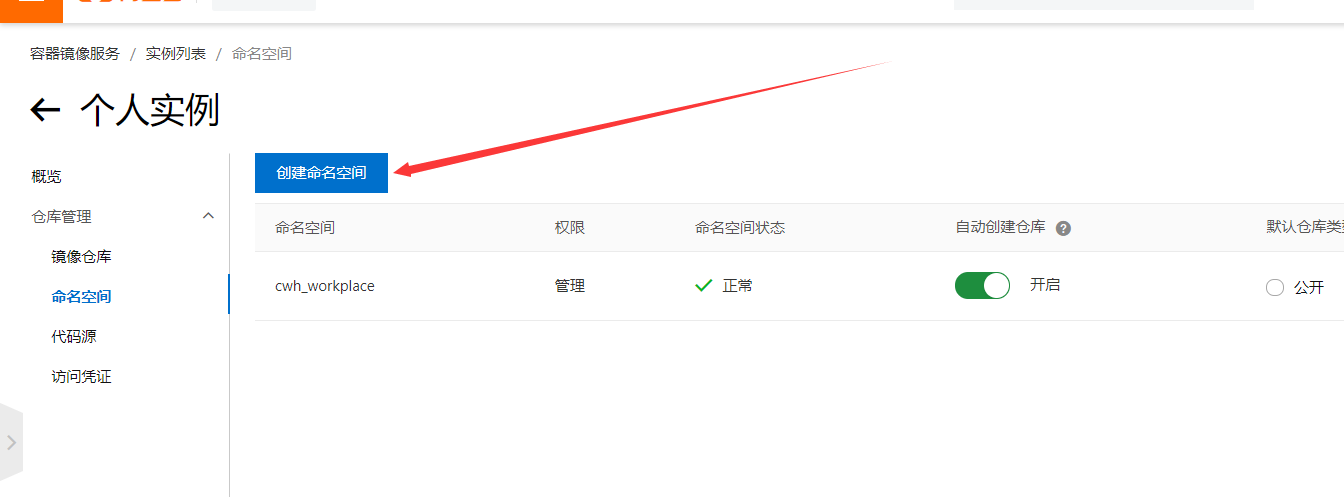 容器镜像服务 / 实例列表 / 命名空间
← 个人实例
概览
仓库管理
镜像仓库
命名空间
代码源
访问凭证
创建命名空间
命名空间 权限 命名空间状态 自动创建仓库 ? 默认仓库类
cwh_workplace 管理 正常 开启 公开